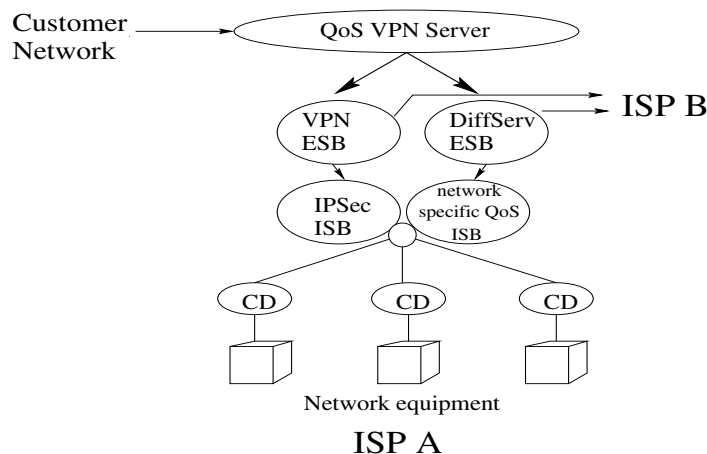 Customer
Network
QoS VPN Server
VPN
ESB
DiffServ
ESB
ISP B
IPSec
ISB
network
specific QoS
ISB
CD
CD
CD
Network equipment
ISP A